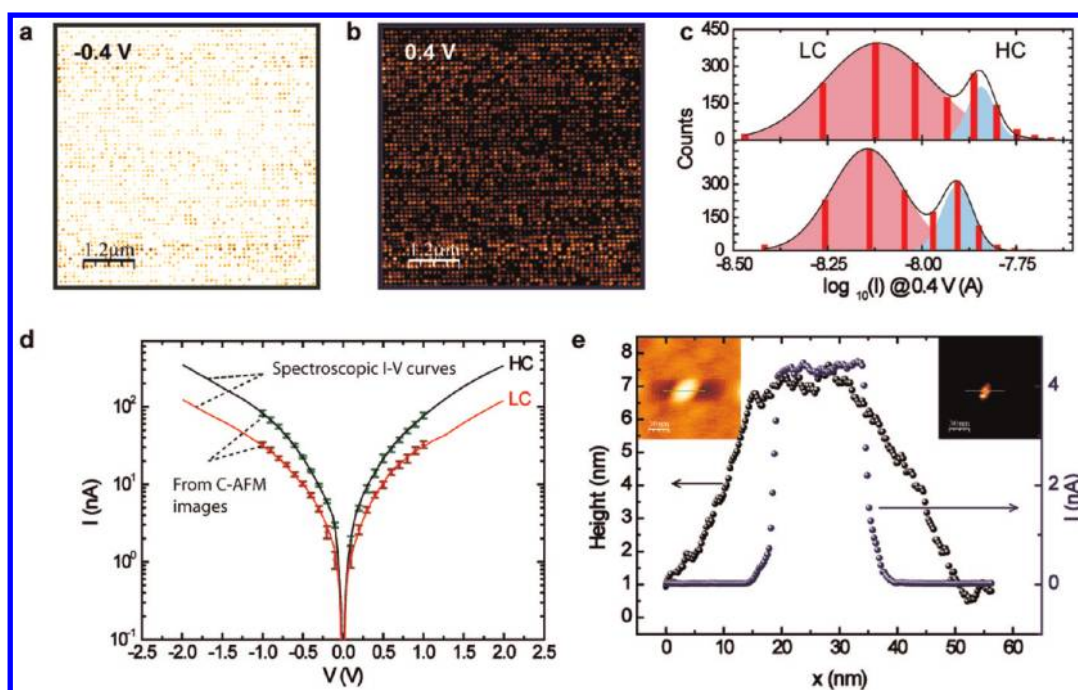 a
-0.4 V
1.2μm
b
0.4 V
1.2μm
c
LC
HC
Counts
450
300
150
0
300
150
0
-8.50
-8.25
-8.00
-7.75
log 10(I) @ 0.4 V (A)
d
HC
LC
Spectroscopic I-V curves
From C-AFM
images
I (nA)
10²
10¹
10⁰
10⁻¹
-2.5 -2.0 -1.5 -1.0 -0.5 0.0 0.5 1.0 1.5 2.0 2.5
V (V)
e
Height (nm)
8
7
6
5
4
3
2
1
0
4
2
0
I (nA)
0 10 20 30 40 50 60
x (nm)